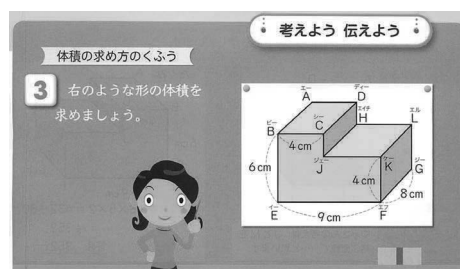 考えよう 伝えよう
体積の求め方のくふう
3 右のような形の体積を
求めましょう。
エー
A
ディー
D
エイチ
H
エル
L
ビー
B
シー
C
4cm
ジェー
J
ケー
K
ジー
G
6cm
4cm
8cm
イー
E
9cm
エフ
F